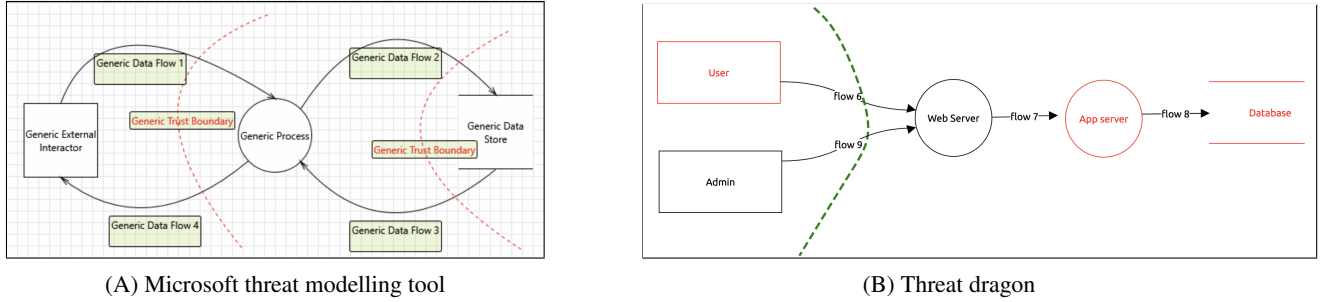 Generic Data Flow 1
Generic Data Flow 2
Generic Trust Boundary
Generic External
Interactor
Generic Process
Generic Data
Store
Generic Trust Boundary
Generic Data Flow 4
Generic Data Flow 3
(A) Microsoft threat modelling tool
User
flow 6
Web Server
flow 7
App server
flow 8
Database
flow 9
Admin
(B) Threat dragon